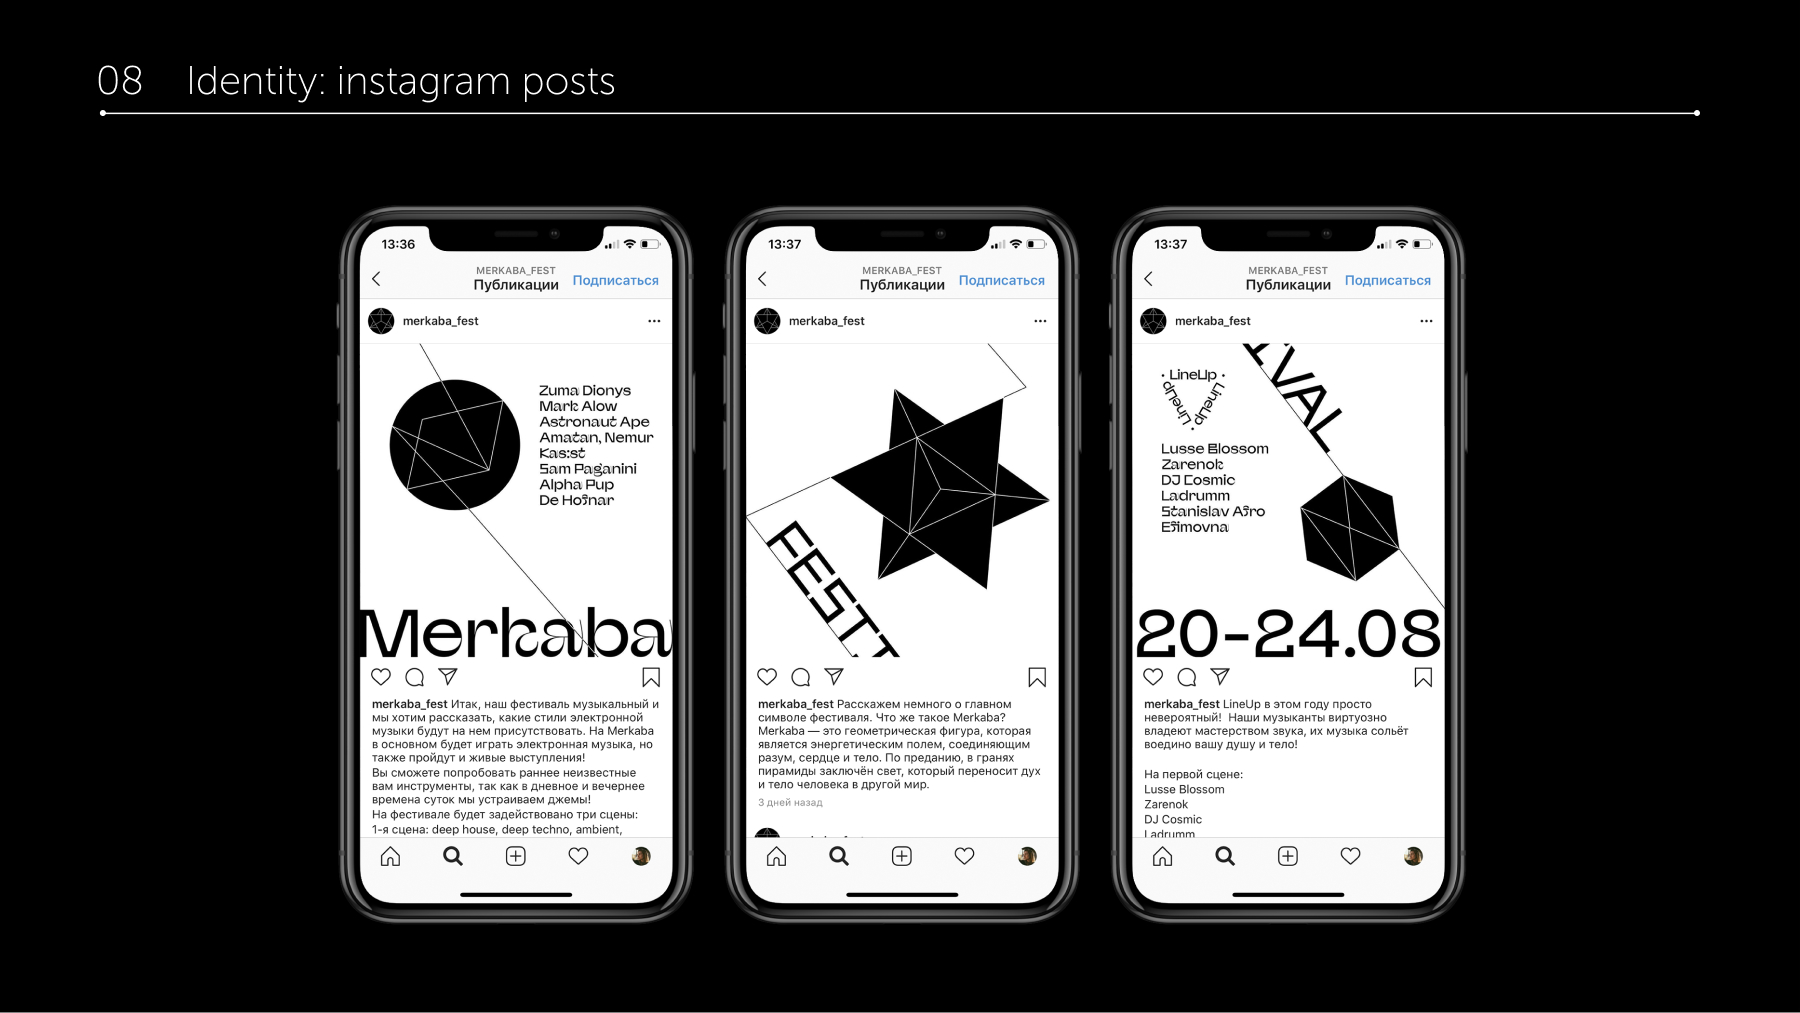 08 Identity: instagram posts
13:36
MERKABA_FEST
Публикации
Подписаться
merkaba_fest
Zuma Dionys
Mark Alow
Astronaut Ape
Amatan, Nemur
Kas:st
Sam Paganini
Alpha Pup
De Hofnar
Merkaba
merkaba_fest Итак, наш фестиваль музыкальный и
мы хотим рассказать, какие стили электронной
музыки будут на нем присутствовать. На Merkaba
в основном будет играть электронная музыка, но
также пройдут и живые выступления!
Вы сможете попробовать раннее неизвестные
вам инструменты, так как в дневное и вечернее
времена суток мы устраиваем джемы!
На фестивале будет задействовано три сцены:
1-я сцена: deep house, deep techno, ambient,
13:37
MERKABA_FEST
Публикации
Подписаться
merkaba_fest
FESTI
merkaba_fest Расскажем немного о главном
символе фестиваля. Что же такое Merkaba?
Merkaba — это геометрическая фигура, которая
является энергетическим полем, соединяющим
разум, сердце и тело. По преданию, в гранях
пирамиды заключён свет, который переносит дух
и тело человека в другой мир.
3 дней назад
13:37
MERKABA_FEST
Публикации
Подписаться
merkaba_fest
IVAL
· LineUp ·
LineUp
LineUp
Lusse Blossom
Zarenok
DJ Cosmic
Ladrumm
Stanislav Afro
Efimovna
20-24.08
merkaba_fest LineUp в этом году просто
невероятный! Наши музыканты виртуозно
владеют мастерством звука, их музыка сольёт
воедино вашу душу и тело!
На первой сцене:
Lusse Blossom
Zarenok
DJ Cosmic
Ladrumm